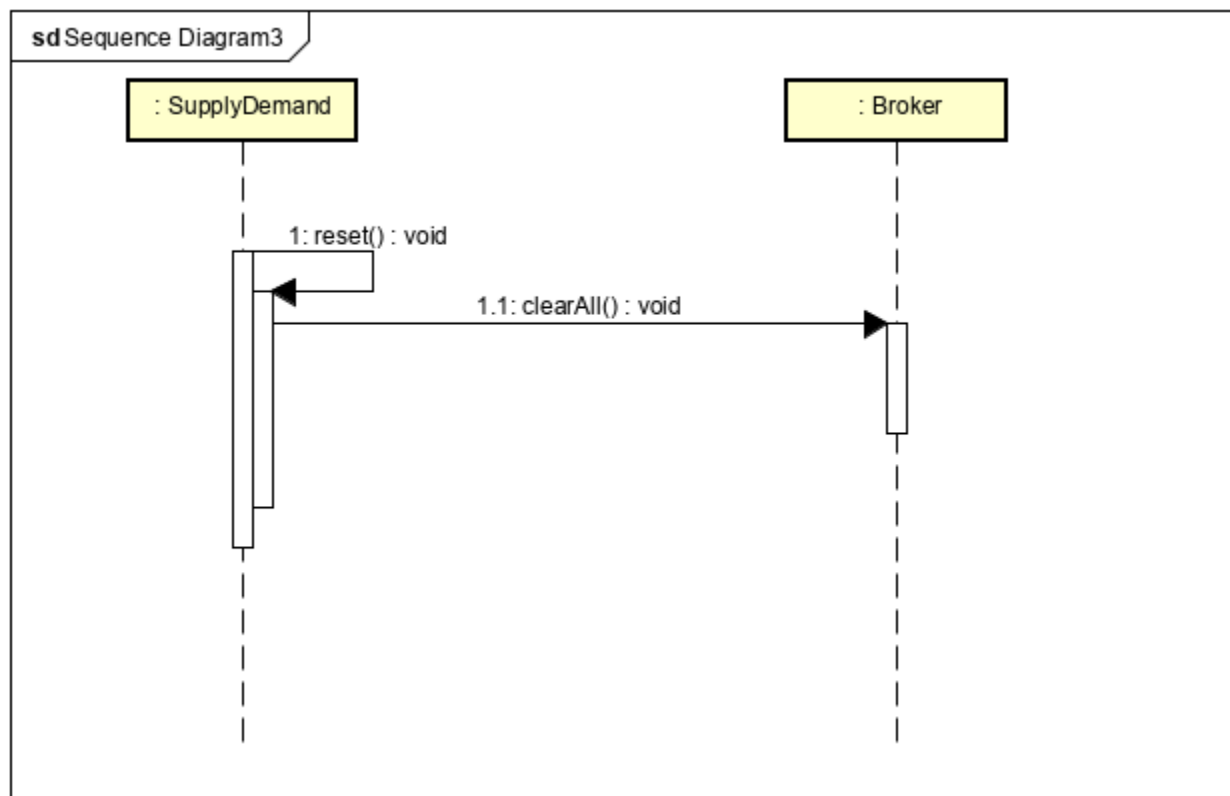 sd Sequence Diagram3
: SupplyDemand
: Broker
1: reset() : void
1.1: clearAll() : void